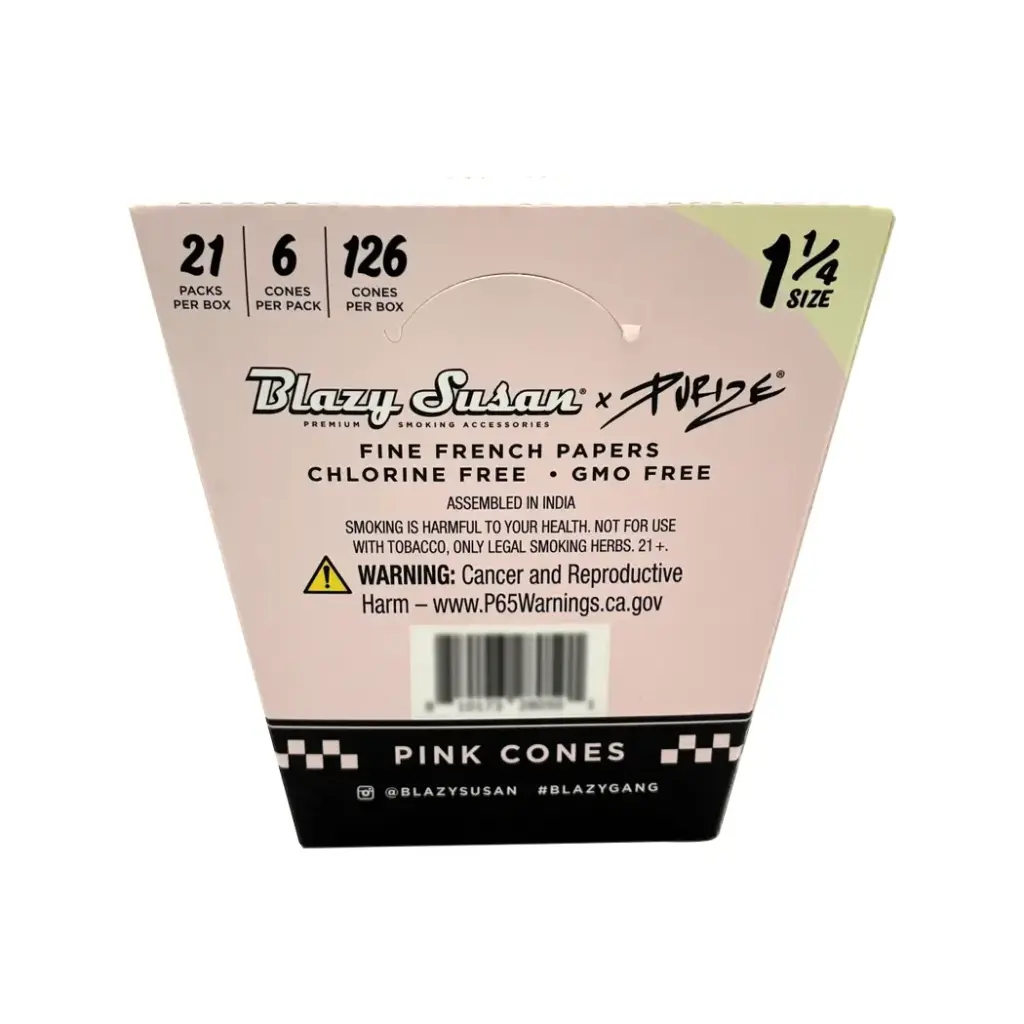 21
PACKS
PER BOX
6
CONES
PER PACK
126
CONES
PER BOX
1 1/4
SIZE
Blazy Susan® x PURIZE®
PREMIUM SMOKING ACCESSORIES
FINE FRENCH PAPERS
CHLORINE FREE • GMO FREE
ASSEMBLED IN INDIA
SMOKING IS HARMFUL TO YOUR HEALTH. NOT FOR USE
WITH TOBACCO, ONLY LEGAL SMOKING HERBS. 21+.
WARNING: Cancer and Reproductive
Harm – www.P65Warnings.ca.gov
PINK CONES
@BLAZYSUSAN #BLAZYGANG